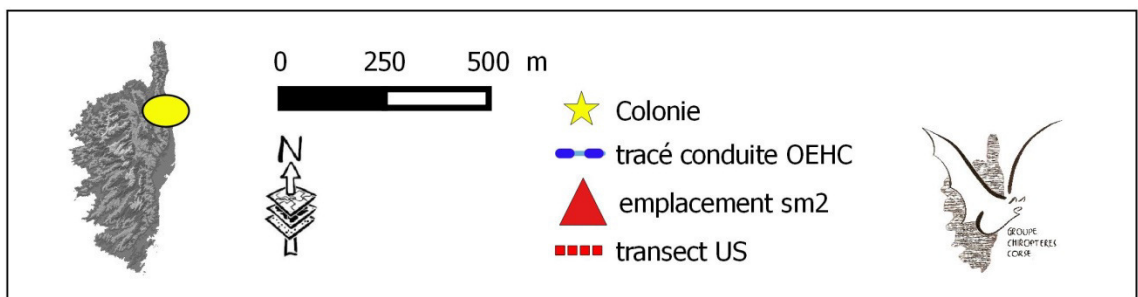 0 250 500 m
N
Colonie
tracé conduite OEHC
emplacement sm2
transect US
GROUPE
CHIROPTERES
CORSE